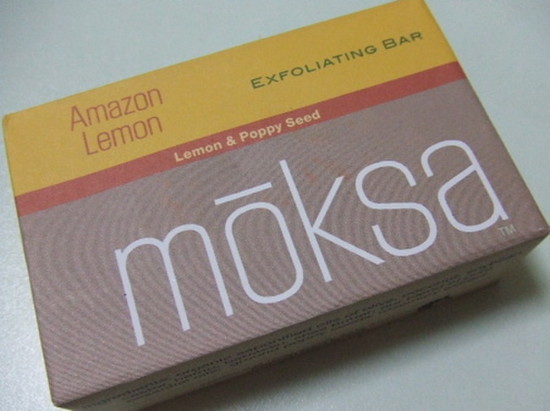 Amazon
Lemon
EXFOLIATING BAR
Lemon & Poppy Seed
mōksa
TM